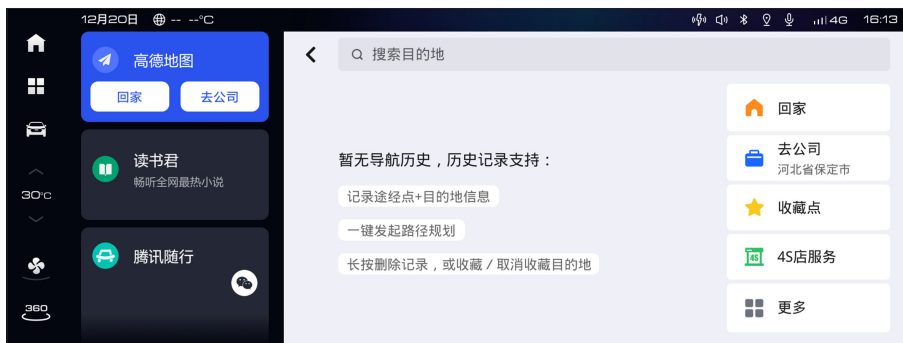 12月20日 -- --°C
4G 16:13
30°C
360
高德地图
回家 去公司
读书君
畅听全网最热小说
腾讯随行
搜索目的地
暂无导航历史，历史记录支持：
记录途经点+目的地信息
一键发起路径规划
长按删除记录，或收藏 / 取消收藏目的地
回家
去公司
河北省保定市
收藏点
4S
4S店服务
更多